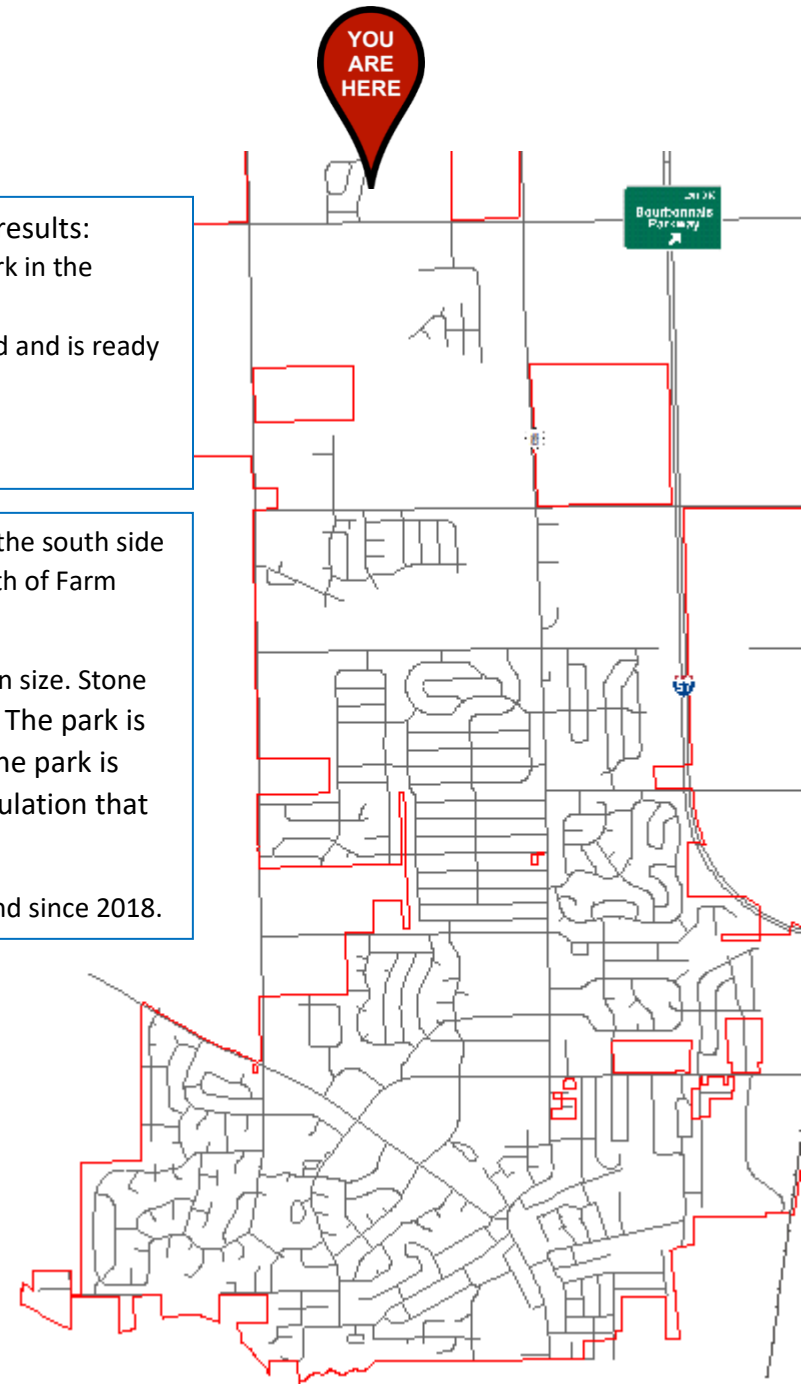 YOU
ARE
HERE
Bourbonnais
Parkway
results:
rk in the
d and is ready
the south side
th of Farm
n size. Stone
The park is
ne park is
ulation that
nd since 2018.
57